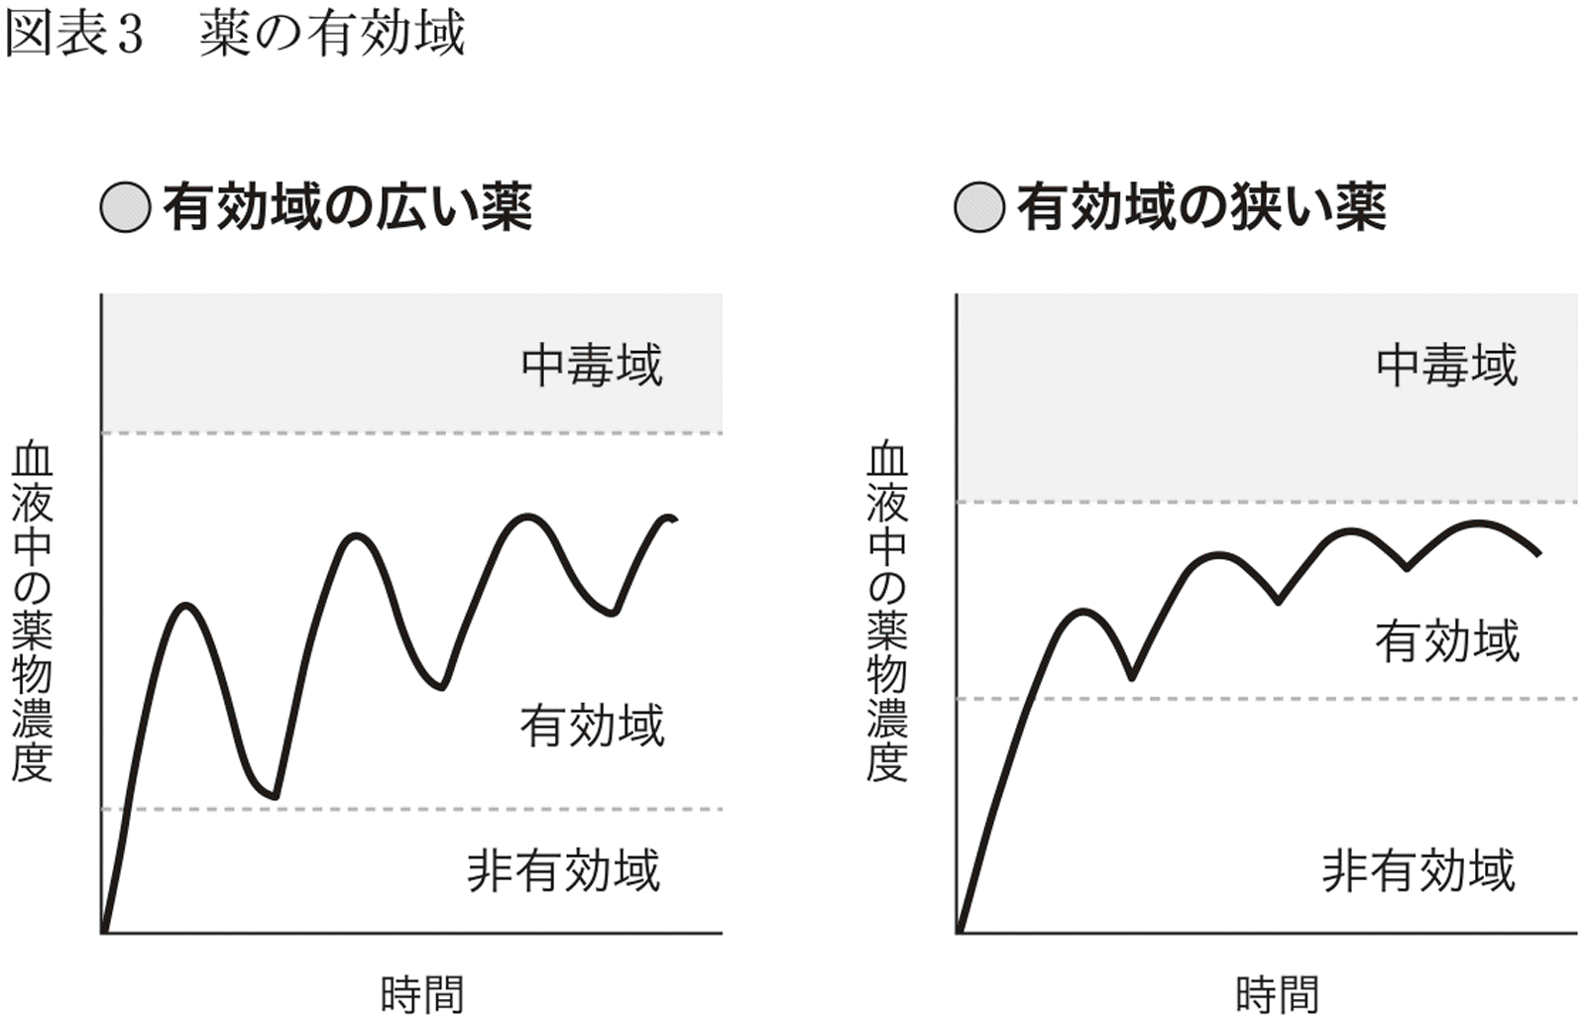 図表3　薬の有効域
有効域の広い薬
中毒域
有効域
非有効域
血液中の薬物濃度
時間
有効域の狭い薬
中毒域
有効域
非有効域
血液中の薬物濃度
時間